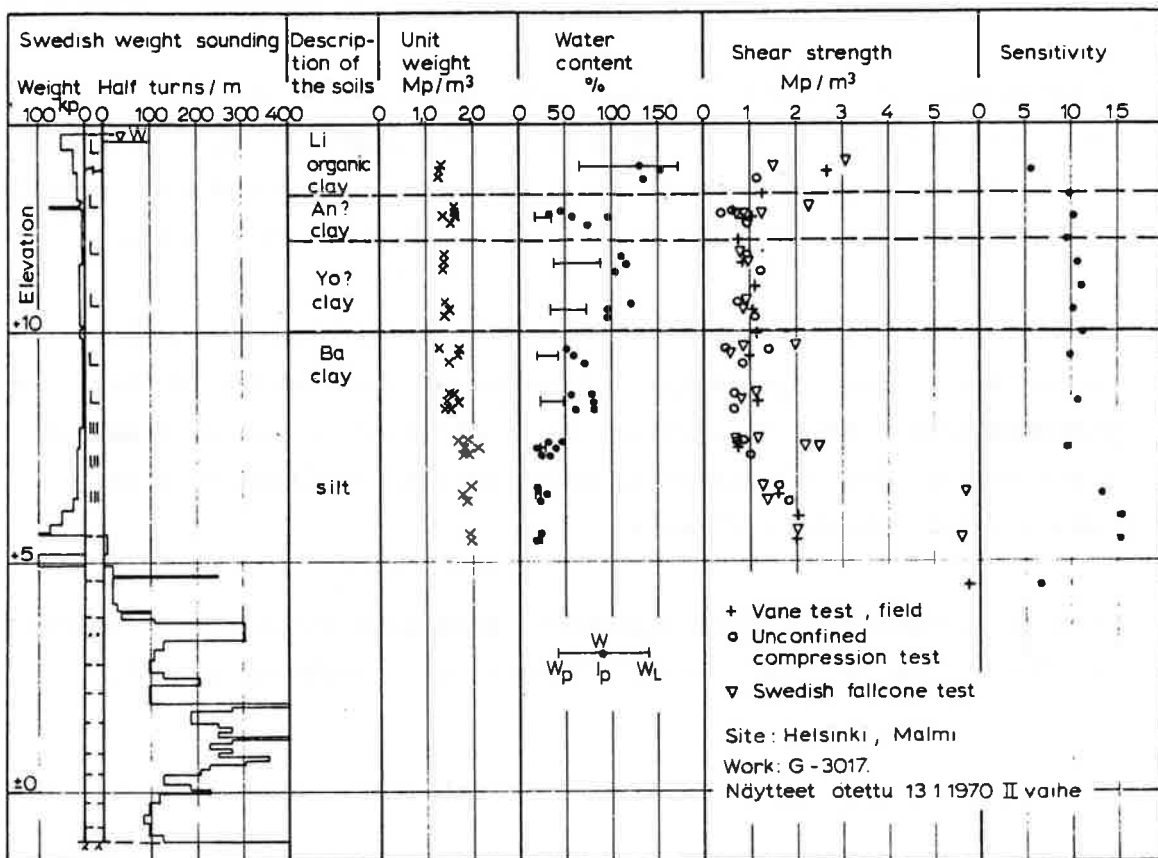 Swedish weight sounding
Weight Half turns / m
kp
100 0 0 100 200 300 400
Descrip-
tion of
the soils
Unit
weight
Mp/m³
0 1,0 2,0
Water
content
%
0 50 100 150
Shear strength
Mp/m³
0 1 2 3 4 5
Sensitivity
0 5 10 15
W
Elevation
+10
+5
±0
L
L
L
L
L
L
Li
organic
clay
An?
clay
Yo?
clay
Ba
clay
silt
W
Wp Ip WL
+ Vane test , field
o Unconfined
compression test
∇ Swedish fallcone test
Site : Helsinki , Malmi
Work: G - 3017.
Näytteet otettu 13 1 1970 II vaihe